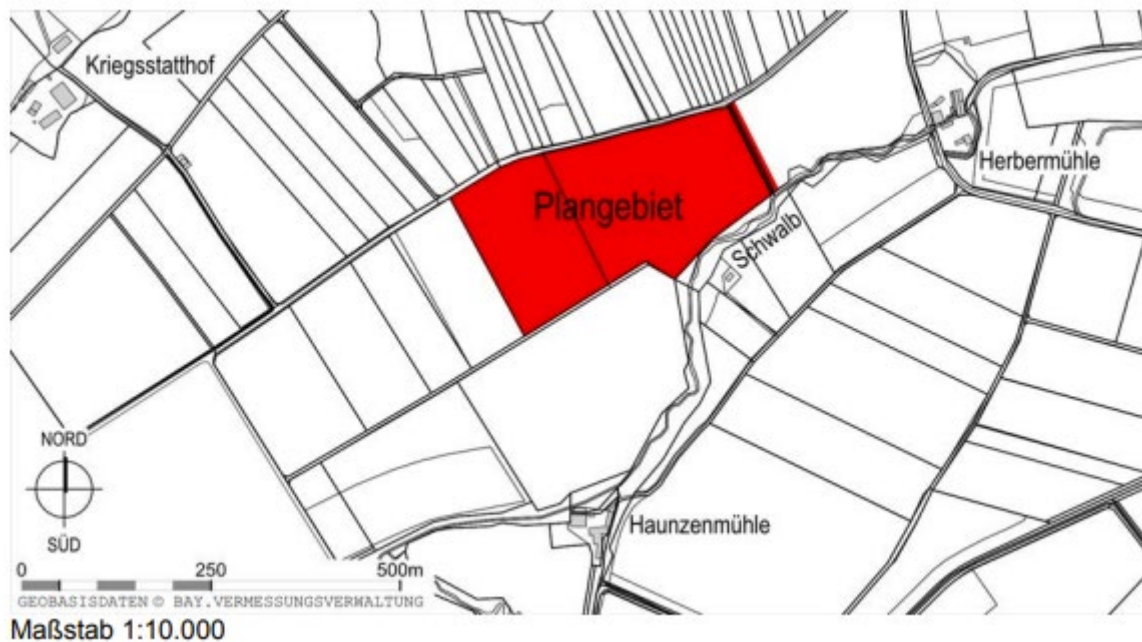 Kriegsstatthof
Herbermühle
Plangebiet
Schwalb
NORD
SÜD
Haunzenmühle
0 250 500m
GEOBASISDATEN © BAY.VERMESSUNGSVERWALTUNG
Maßstab 1:10.000